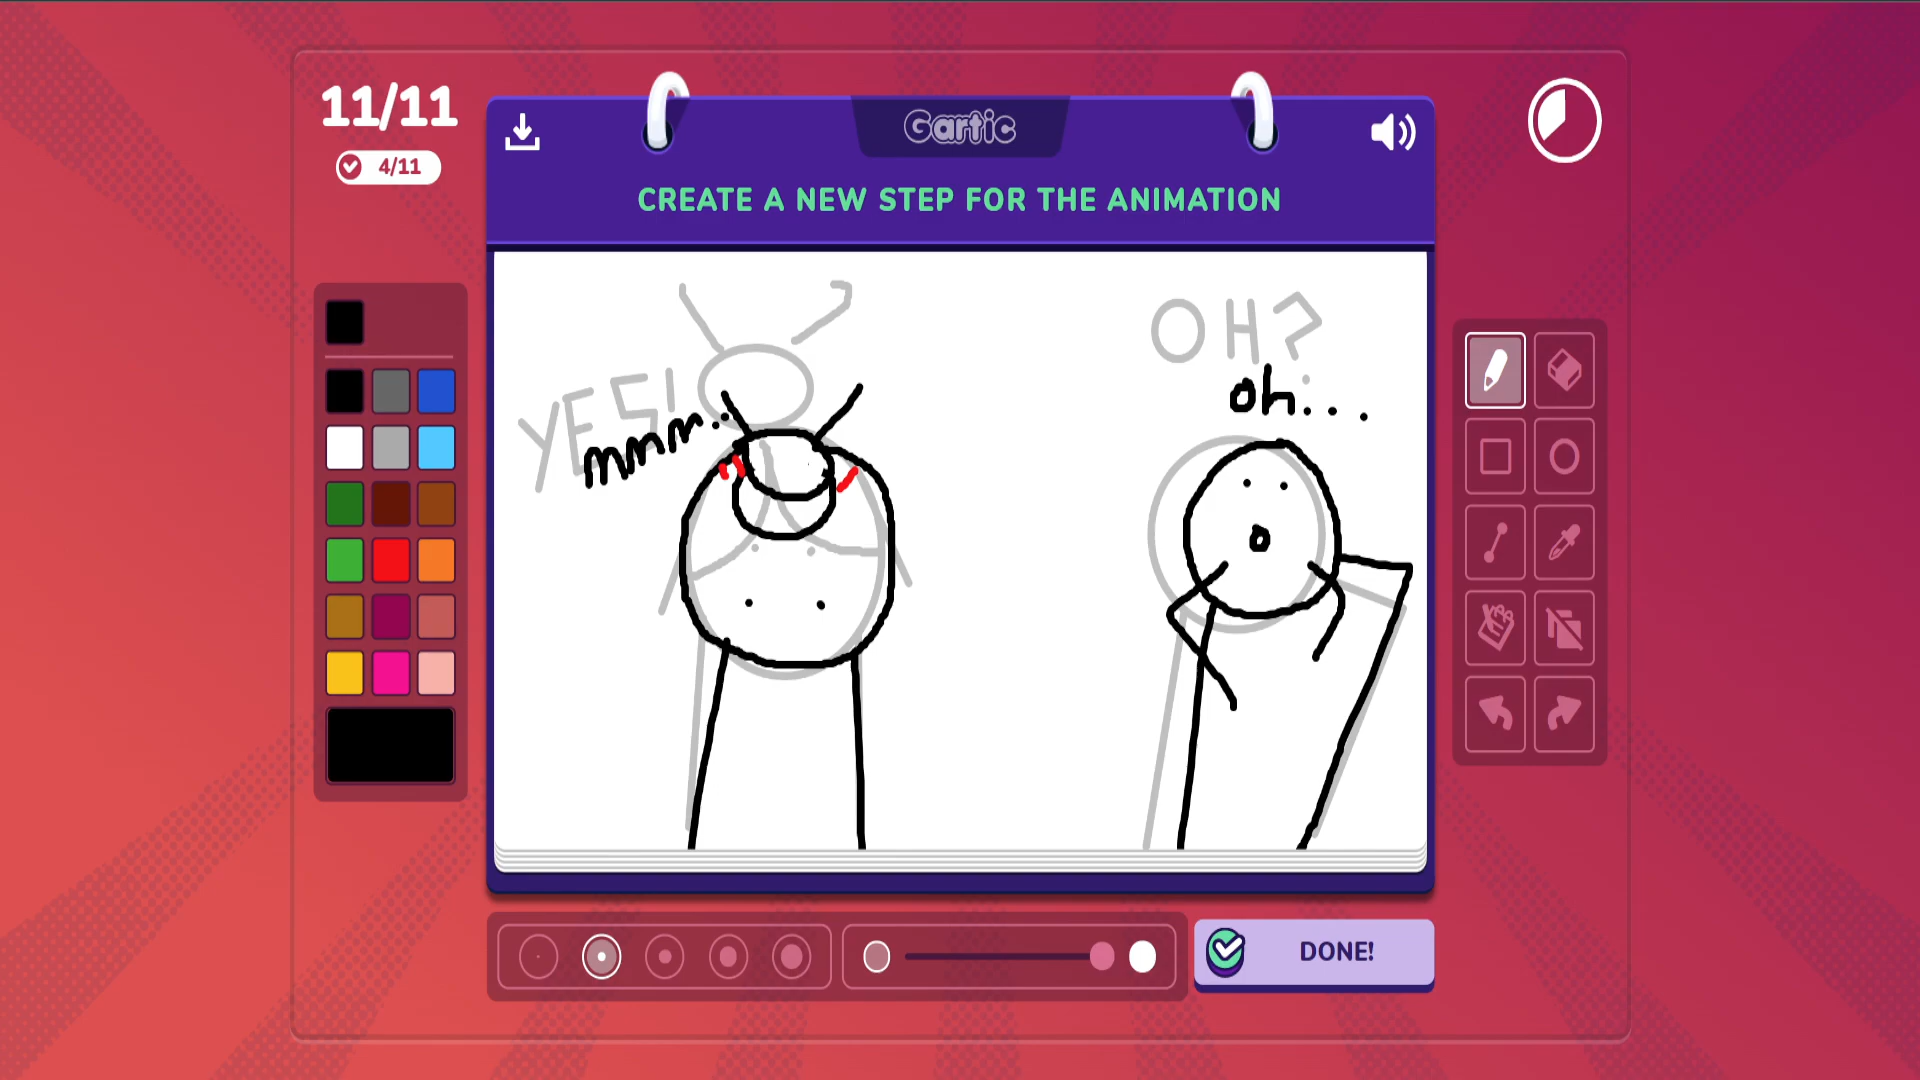 11/11
4/11
Gartic
CREATE A NEW STEP FOR THE ANIMATION
OH?
YES!
mmm..
oh...
DONE!